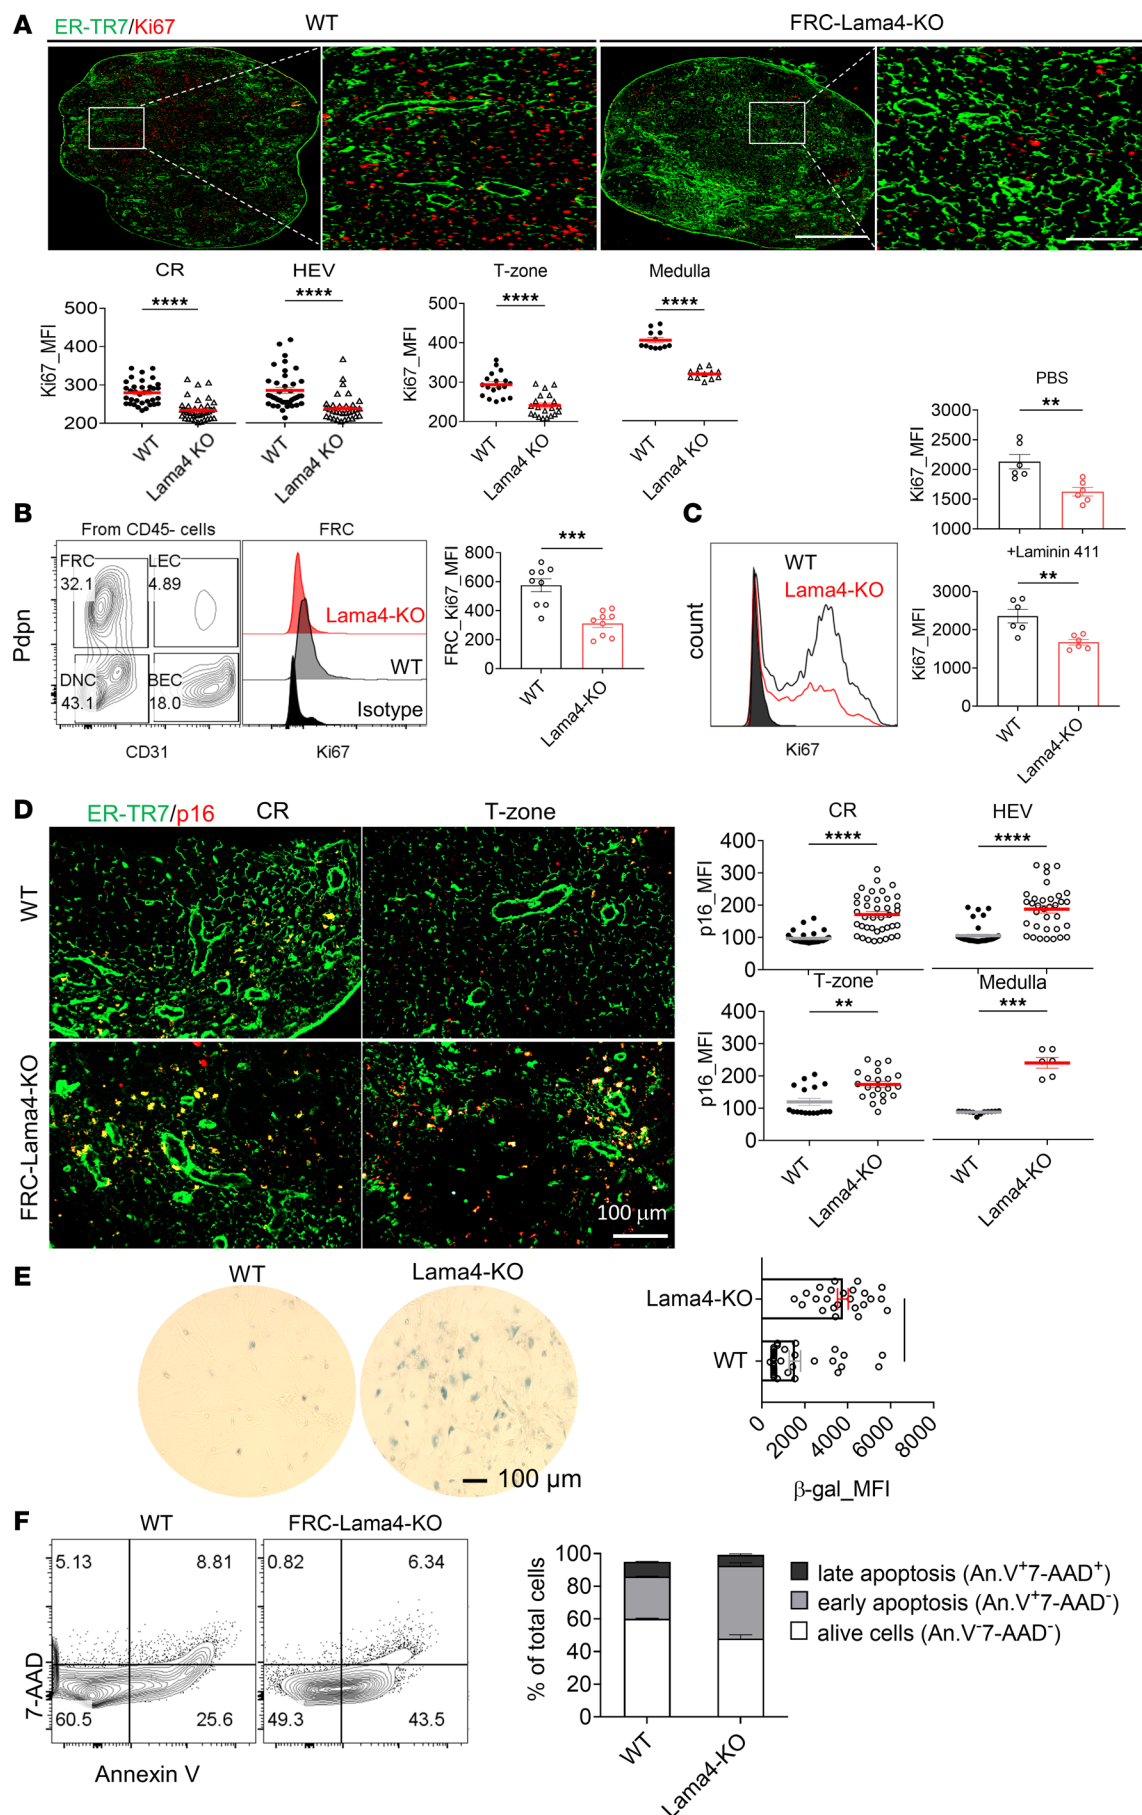 A
ER-TR7/Ki67
WT
FRC-Lama4-KO
CR
HEV
T-zone
Medulla
****
****
****
****
Ki67_MFI
500
400
300
200
Ki67_MFI
500
400
300
200
WT
Lama4 KO
WT
Lama4 KO
WT
Lama4 KO
WT
Lama4 KO
B
From CD45- cells
FRC
32.1
LEC
4.89
DNC
43.1
BEC
18.0
Pdpn
CD31
FRC
Lama4-KO
WT
Isotype
Ki67
FRC_Ki67_MFI
800
600
400
200
0
***
WT
Lama4-KO
C
count
WT
Lama4-KO
Ki67
PBS
**
Ki67_MFI
3000
2500
2000
1500
1000
+Laminin 411
**
Ki67_MFI
3000
2000
1000
0
WT
Lama4-KO
D
ER-TR7/p16
CR
T-zone
WT
FRC-Lama4-KO
100 μm
CR
HEV
****
****
p16_MFI
400
300
200
100
0
T-zone
Medulla
**
***
p16_MFI
400
300
200
100
0
WT
Lama4-KO
WT
Lama4-KO
E
WT
Lama4-KO
100 μm
Lama4-KO
WT
0
2000
4000
6000
8000
β-gal_MFI
F
WT
FRC-Lama4-KO
5.13
8.81
60.5
25.6
0.82
6.34
49.3
43.5
7-AAD
Annexin V
% of total cells
100
80
60
40
20
0
WT
Lama4-KO
late apoptosis (An.V⁺7-AAD⁺)
early apoptosis (An.V⁺7-AAD⁻)
alive cells (An.V⁻7-AAD⁻)